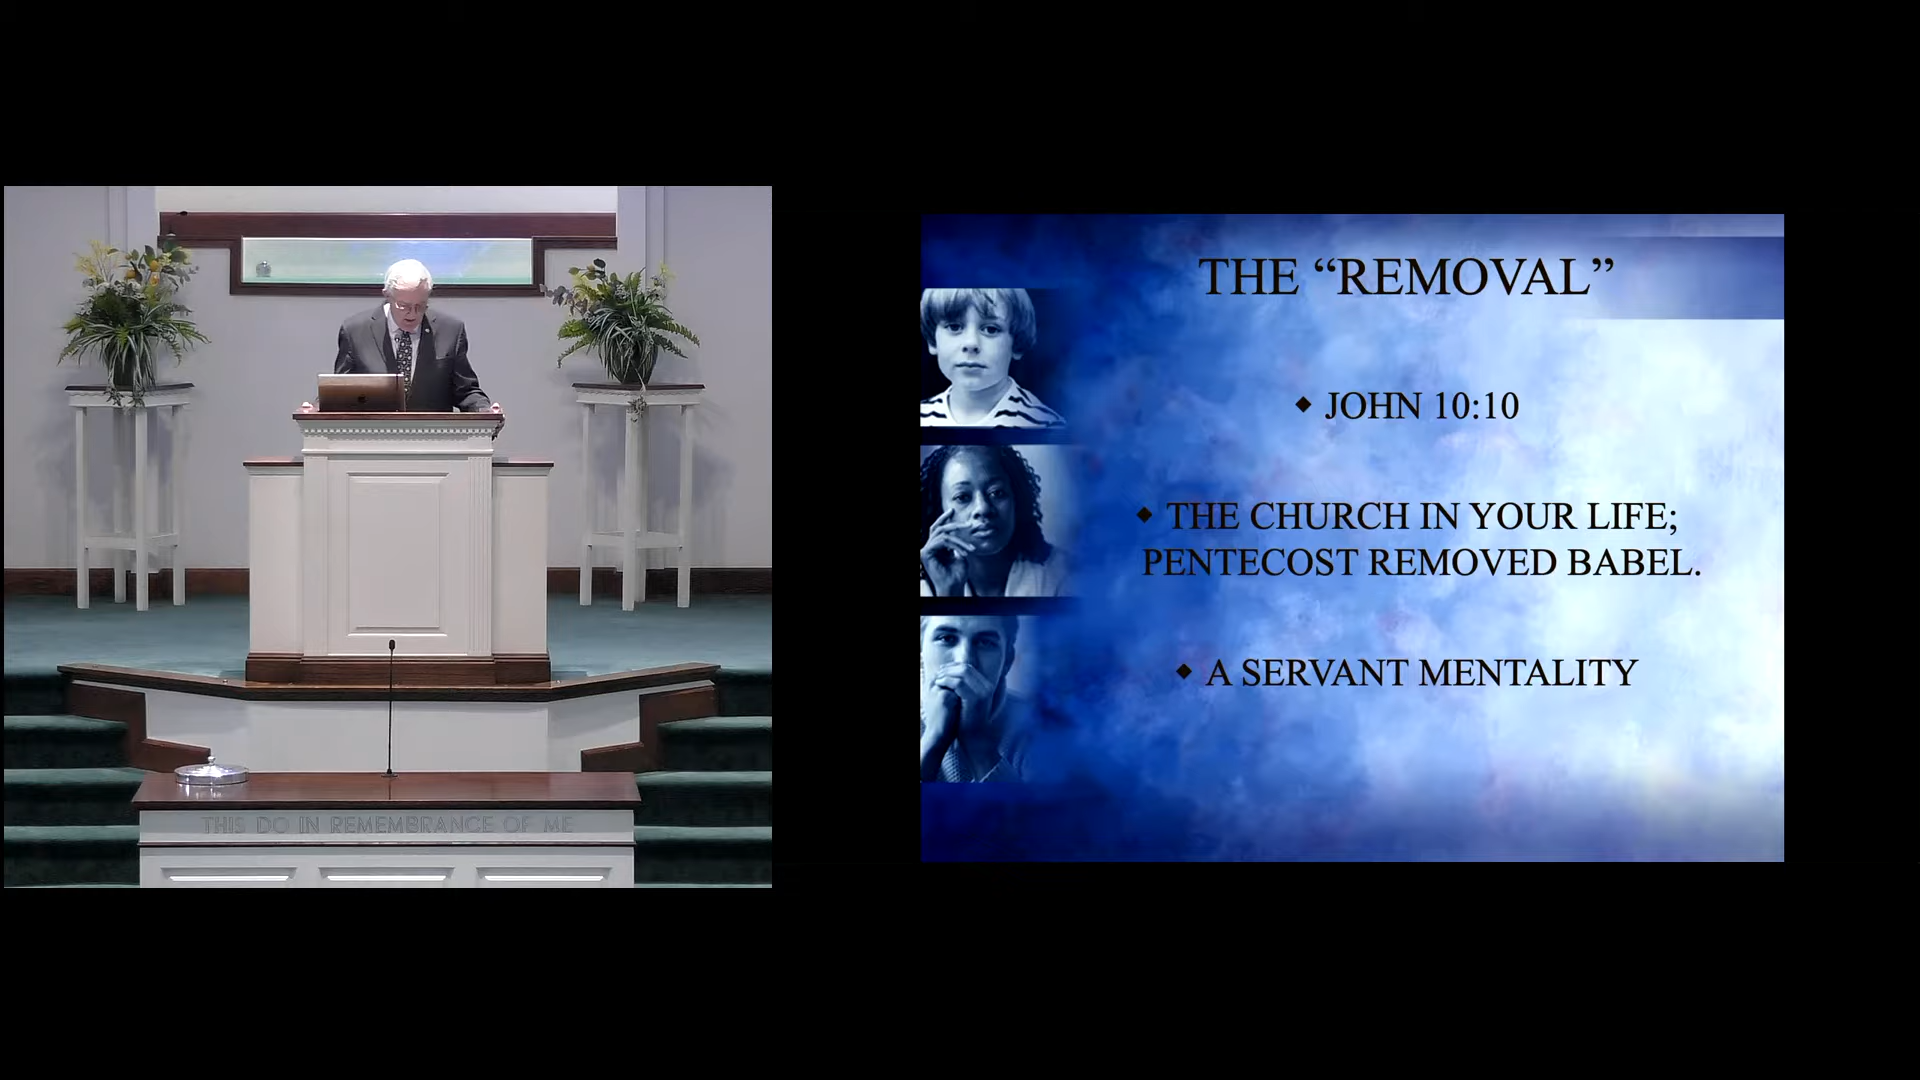 THE “REMOVAL”
◆ JOHN 10:10
◆ THE CHURCH IN YOUR LIFE;
PENTECOST REMOVED BABEL.
◆ A SERVANT MENTALITY
THIS DO IN REMEMBRANCE OF ME